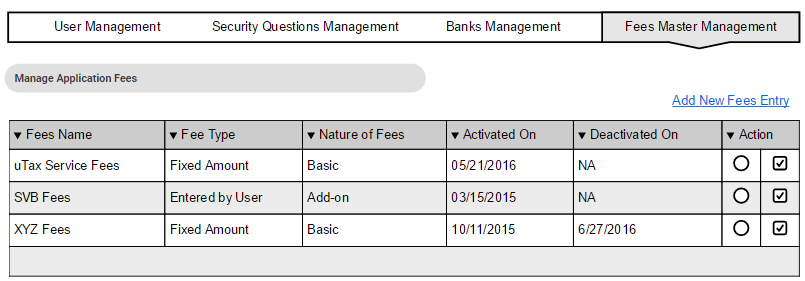 User Management Security Questions Management Banks Management Fees Master Management
Manage Application Fees
Add New Fees Entry
Fees Name Fee Type Nature of Fees Activated On Deactivated On Action
uTax Service Fees Fixed Amount Basic 05/21/2016 NA
SVB Fees Entered by User Add-on 03/15/2015 NA
XYZ Fees Fixed Amount Basic 10/11/2015 6/27/2016